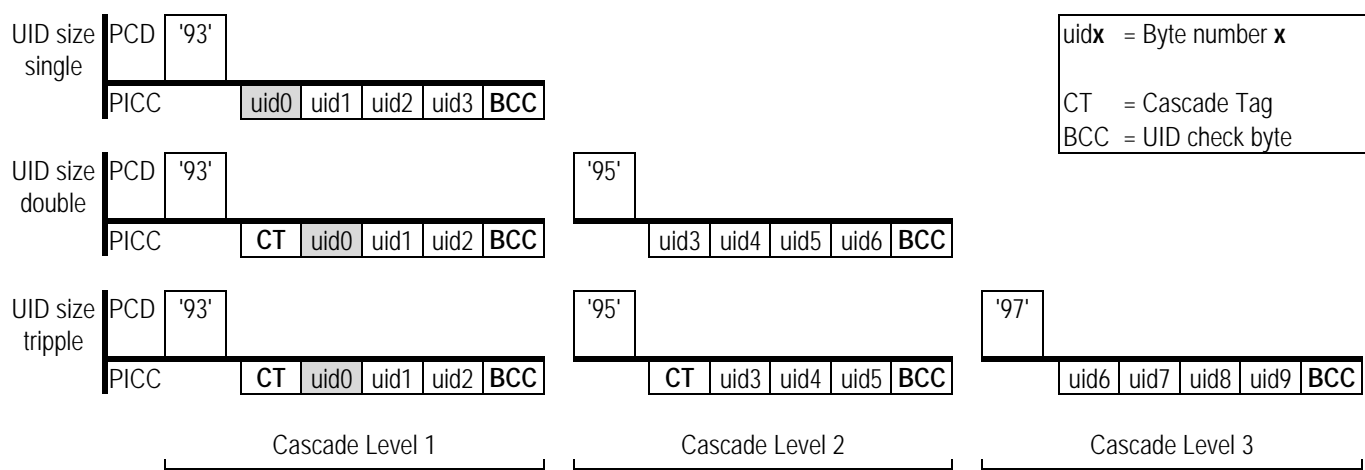 UID size PCD '93' uidx = Byte number x
single
PICC uid0 uid1 uid2 uid3 BCC CT = Cascade Tag
BCC = UID check byte
UID size PCD '93' '95'
double
PICC CT uid0 uid1 uid2 BCC uid3 uid4 uid5 uid6 BCC
UID size PCD '93' '95' '97'
tripple
PICC CT uid0 uid1 uid2 BCC CT uid3 uid4 uid5 BCC uid6 uid7 uid8 uid9 BCC
Cascade Level 1 Cascade Level 2 Cascade Level 3